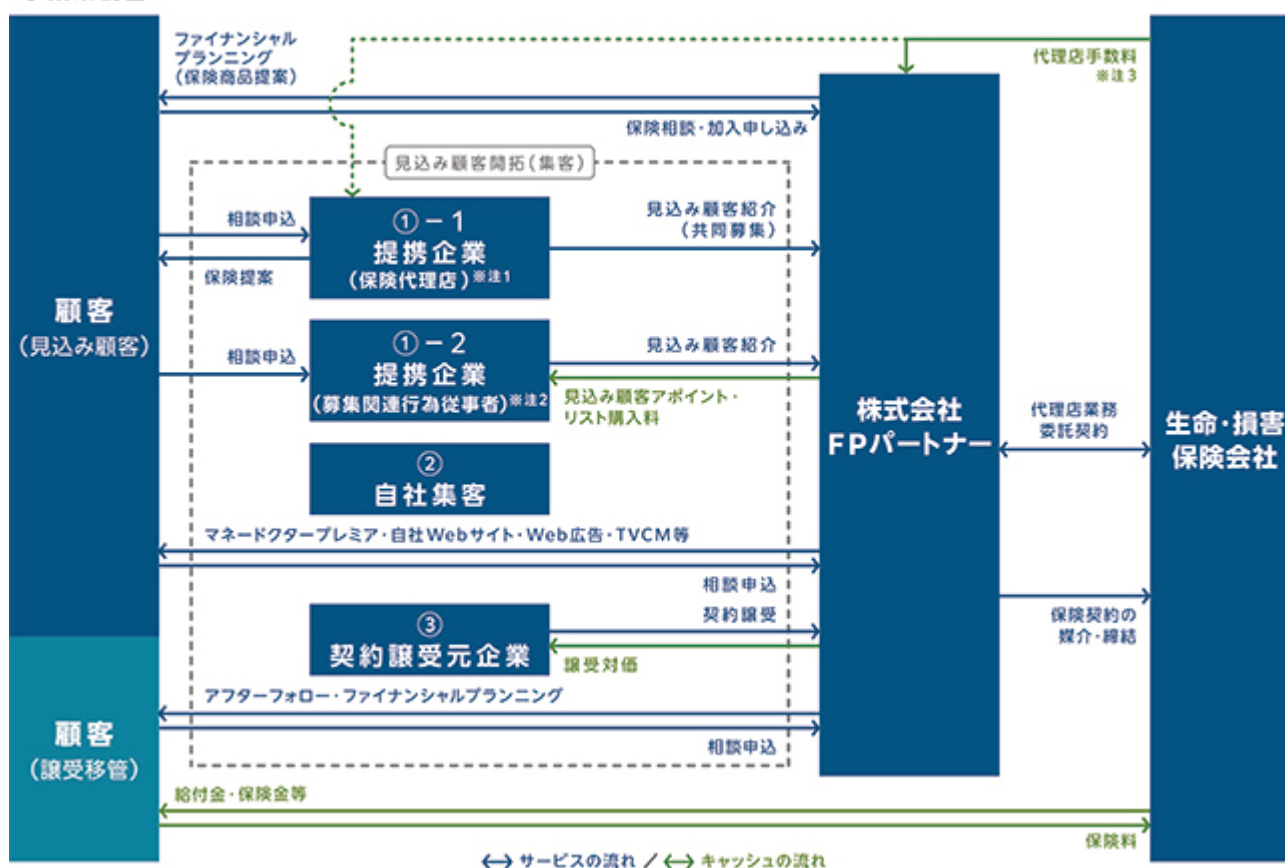 ファイナンシャル
プランニング
(保険商品提案)
代理店手数料
※注3
保険相談・加入申し込み
見込み顧客開拓(集客)
相談申込
保険提案
①−1
提携企業
(保険代理店)※注1
見込み顧客紹介
(共同募集)
顧客
(見込み顧客)
相談申込
①−2
提携企業
(募集関連行為従事者)※注2
見込み顧客紹介
見込み顧客アポイント・
リスト購入料
株式会社
FPパートナー
代理店業務
委託契約
生命・損害
保険会社
②
自社集客
マネードクタープレミア・自社Webサイト・Web広告・TVCM等
相談申込
③
契約譲受元企業
契約譲受
譲受対価
保険契約の
媒介・締結
アフターフォロー・ファイナンシャルプランニング
相談申込
顧客
(譲受移管)
給付金・保険金等
保険料
サービスの流れ / キャッシュの流れ